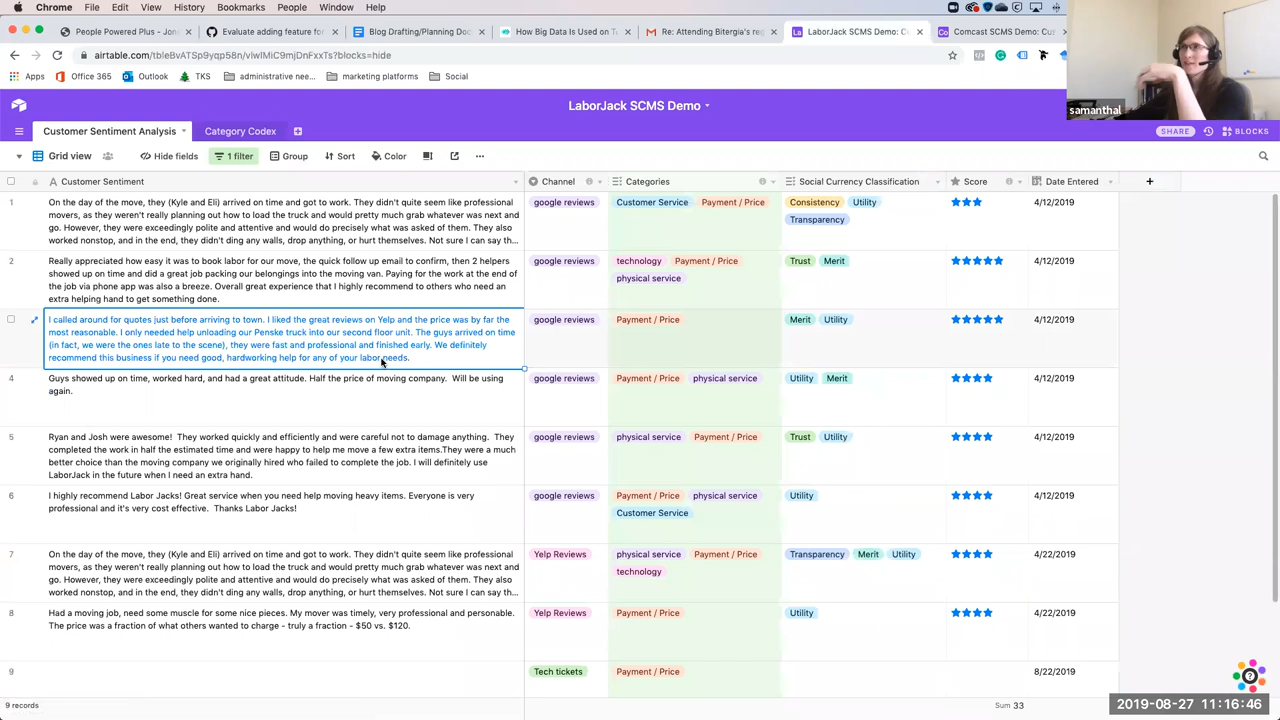 Chrome File Edit View History Bookmarks People Window Help
People Powered Plus - Jon
Evaluate adding feature for
Blog Drafting/Planning Doc
How Big Data Is Used on T
Re: Attending Bitergia's reg
LaborJack SCMS Demo: C
Comcast SCMS Demo: Cus
airtable.com/tbleBvATSp9yqp58n/viwlMiC9mjDnFxxTs?blocks=hide
Apps Office 365 Outlook TKS administrative nee... marketing platforms Social
samanthal
LaborJack SCMS Demo
Customer Sentiment Analysis Category Codex SHARE BLOCKS
Grid view Hide fields 1 filter Group Sort Color
Customer Sentiment Channel Categories Social Currency Classification Score Date Entered
1 On the day of the move, they (Kyle and Eli) arrived on time and got to work. They didn't quite seem like professional
movers, as they weren't really planning out how to load the truck and would pretty much grab whatever was next and
go. However, they were exceedingly polite and attentive and would do precisely what was asked of them. They also
worked nonstop, and in the end, they didn't ding any walls, drop anything, or hurt themselves. Not sure I can say th...
google reviews Customer Service Payment / Price Consistency Utility 4/12/2019
Transparency
2 Really appreciated how easy it was to book labor for our move, the quick follow up email to confirm, then 2 helpers
showed up on time and did a great job packing our belongings into the moving van. Paying for the work at the end of
the job via phone app was also a breeze. Overall great experience that I highly recommend to others who need an
extra helping hand to get something done.
google reviews technology Payment / Price Trust Merit 4/12/2019
physical service
I called around for quotes just before arriving to town. I liked the great reviews on Yelp and the price was by far the
most reasonable. I only needed help unloading our Penske truck into our second floor unit. The guys arrived on time
(in fact, we were the ones late to the scene), they were fast and professional and finished early. We definitely
recommend this business if you need good, hardworking help for any of your labor needs.
google reviews Payment / Price Merit Utility 4/12/2019
4 Guys showed up on time, worked hard, and had a great attitude. Half the price of moving company. Will be using
again.
google reviews Payment / Price physical service Utility Merit 4/12/2019
5 Ryan and Josh were awesome! They worked quickly and efficiently and were careful not to damage anything. They
completed the work in half the estimated time and were happy to help me move a few extra items.They were a much
better choice than the moving company we originally hired who failed to complete the job. I will definitely use
LaborJack in the future when I need an extra hand.
google reviews physical service Payment / Price Trust Utility 4/12/2019
6 I highly recommend Labor Jacks! Great service when you need help moving heavy items. Everyone is very
professional and it's very cost effective. Thanks Labor Jacks!
google reviews Payment / Price physical service Utility 4/12/2019
Customer Service
7 On the day of the move, they (Kyle and Eli) arrived on time and got to work. They didn't quite seem like professional
movers, as they weren't really planning out how to load the truck and would pretty much grab whatever was next and
go. However, they were exceedingly polite and attentive and would do precisely what was asked of them. They also
worked nonstop, and in the end, they didn't ding any walls, drop anything, or hurt themselves. Not sure I can say th...
Yelp Reviews physical service Payment / Price Transparency Merit Utility 4/22/2019
technology
8 Had a moving job, need some muscle for some nice pieces. My mover was timely, very professional and personable.
The price was a fraction of what others wanted to charge - truly a fraction - $50 vs. $120.
Yelp Reviews Payment / Price Utility 4/22/2019
9 Tech tickets Payment / Price 8/22/2019
9 records Sum 33
2019-08-27 11:16:46